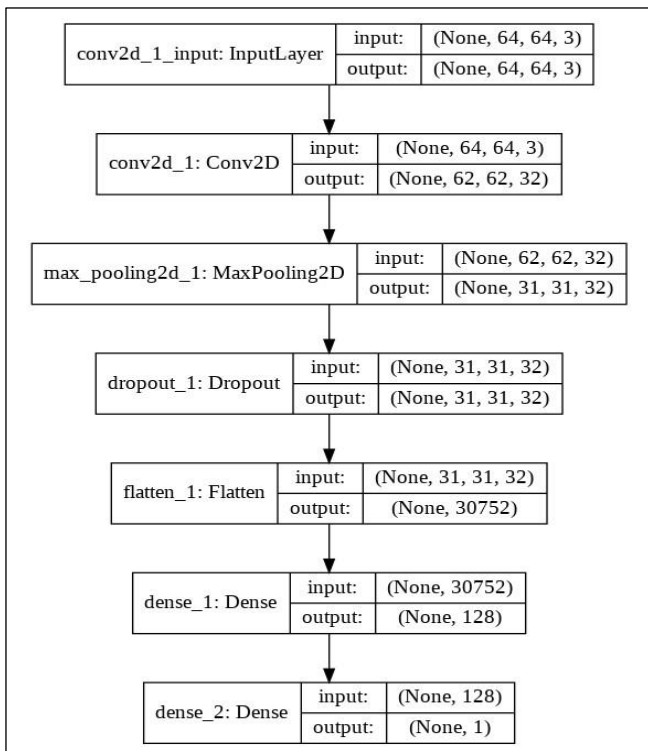 conv2d_1_input: InputLayer
input: (None, 64, 64, 3)
output: (None, 64, 64, 3)
conv2d_1: Conv2D
input: (None, 64, 64, 3)
output: (None, 62, 62, 32)
max_pooling2d_1: MaxPooling2D
input: (None, 62, 62, 32)
output: (None, 31, 31, 32)
dropout_1: Dropout
input: (None, 31, 31, 32)
output: (None, 31, 31, 32)
flatten_1: Flatten
input: (None, 31, 31, 32)
output: (None, 30752)
dense_1: Dense
input: (None, 30752)
output: (None, 128)
dense_2: Dense
input: (None, 128)
output: (None, 1)